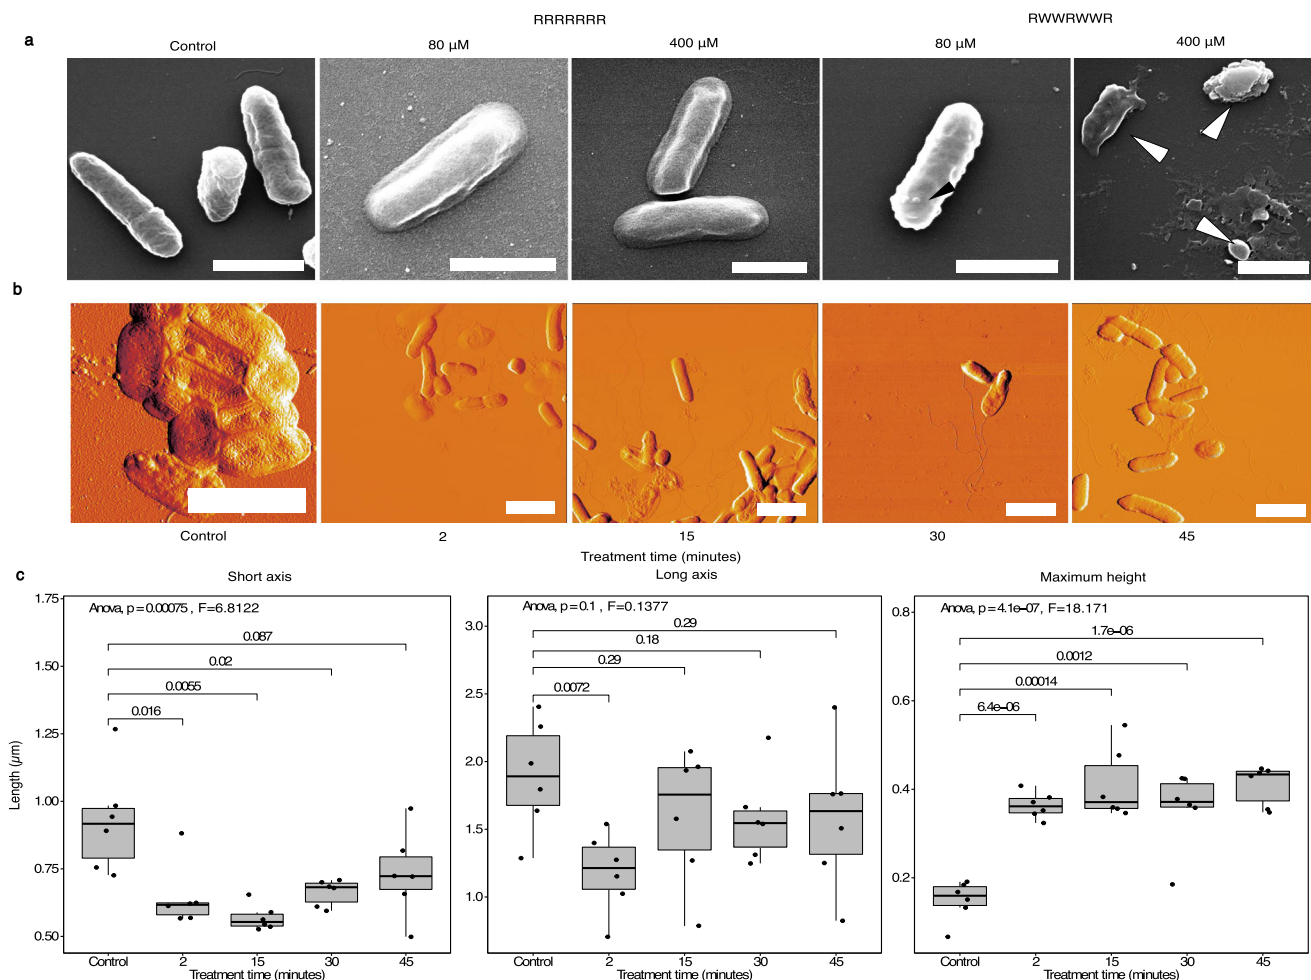 RRRRRRR RWWRWWR
a Control 80 µM 400 µM 80 µM 400 µM
b
Control 2 15 30 45
Treatment time (minutes)
c Short axis Long axis Maximum height
Anova, p = 0.00075 , F=6.8122
0.087
0.02
0.0055
0.016
Length (µm)
1.75
1.50
1.25
1.00
0.75
0.50
Control 2 15 30 45
Treatment time (minutes)
Anova, p = 0.1 , F=0.1377
0.29
0.18
0.29
0.0072
3.0
2.5
2.0
1.5
1.0
Control 2 15 30 45
Treatment time (minutes)
Anova, p = 4.1e−07, F=18.171
1.7e−06
0.0012
0.00014
6.4e−06
0.8
0.6
0.4
0.2
Control 2 15 30 45
Treatment time (minutes)